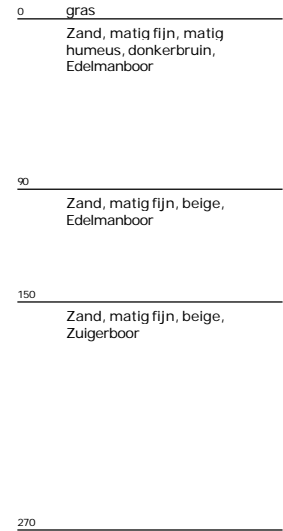 0 gras
Zand, matig fijn, matig
humeus, donkerbruin,
Edelmanboor
90
Zand, matig fijn, beige,
Edelmanboor
150
Zand, matig fijn, beige,
Zuigerboor
270